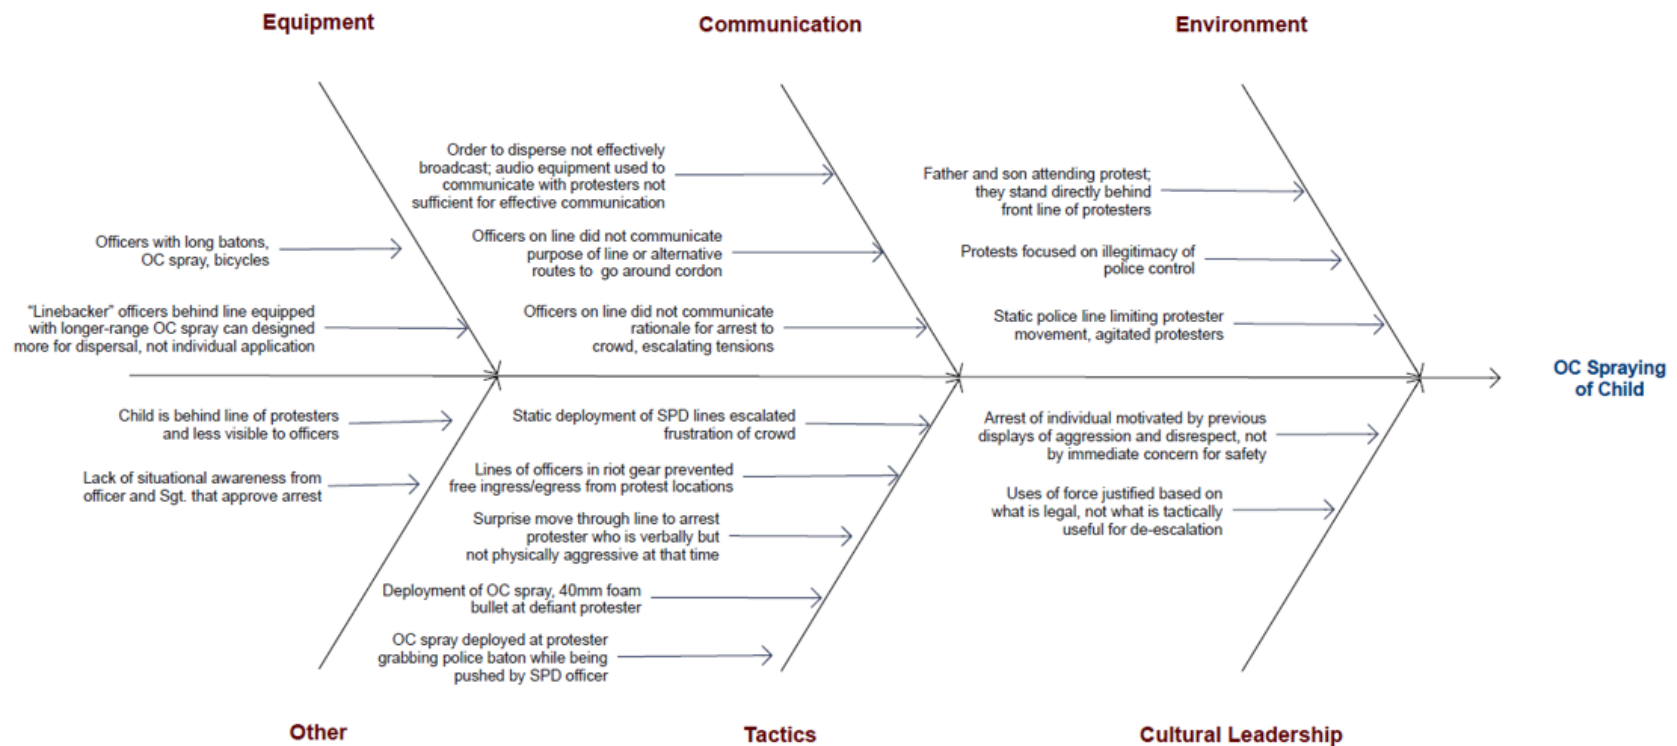 Equipment
Communication
Environment
Order to disperse not effectively
broadcast; audio equipment used to
communicate with protesters not
sufficient for effective communication
Officers on line did not communicate
purpose of line or alternative
routes to go around cordon
Officers on line did not communicate
rationale for arrest to
crowd, escalating tensions
Officers with long batons,
OC spray, bicycles
"Linebacker" officers behind line equipped
with longer-range OC spray can designed
more for dispersal, not individual application
Father and son attending protest;
they stand directly behind
front line of protesters
Protests focused on illegitimacy of
police control
Static police line limiting protester
movement, agitated protesters
OC Spraying
of Child
Child is behind line of protesters
and less visible to officers
Lack of situational awareness from
officer and Sgt. that approve arrest
Static deployment of SPD lines escalated
frustration of crowd
Lines of officers in riot gear prevented
free ingress/egress from protest locations
Surprise move through line to arrest
protester who is verbally but
not physically aggressive at that time
Deployment of OC spray, 40mm foam
bullet at defiant protester
OC spray deployed at protester
grabbing police baton while being
pushed by SPD officer
Arrest of individual motivated by previous
displays of aggression and disrespect, not
by immediate concern for safety
Uses of force justified based on
what is legal, not what is tactically
useful for de-escalation
Other
Tactics
Cultural Leadership